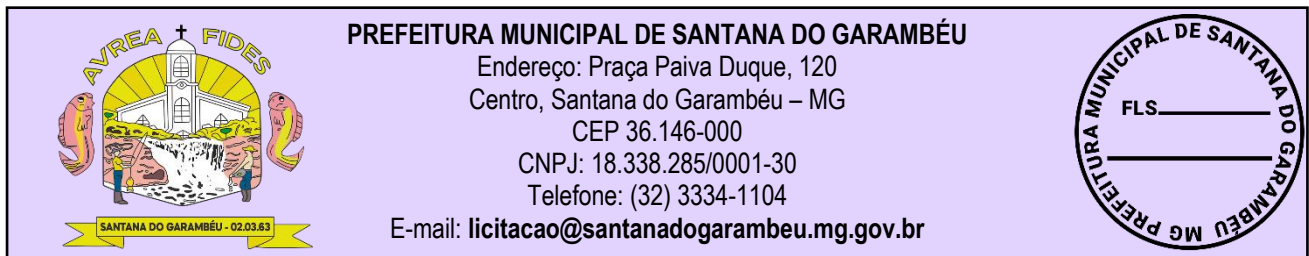 AVREA FIDES
SANTANA DO GARAMBÉU - 02.03.63
PREFEITURA MUNICIPAL DE SANTANA DO GARAMBÉU
Endereço: Praça Paiva Duque, 120
Centro, Santana do Garambéu – MG
CEP 36.146-000
CNPJ: 18.338.285/0001-30
Telefone: (32) 3334-1104
E-mail: licitacao@santanadogarambeu.mg.gov.br
PREFEITURA MUNICIPAL DE SANTANA DO GARAMBÉU MG
FLS.